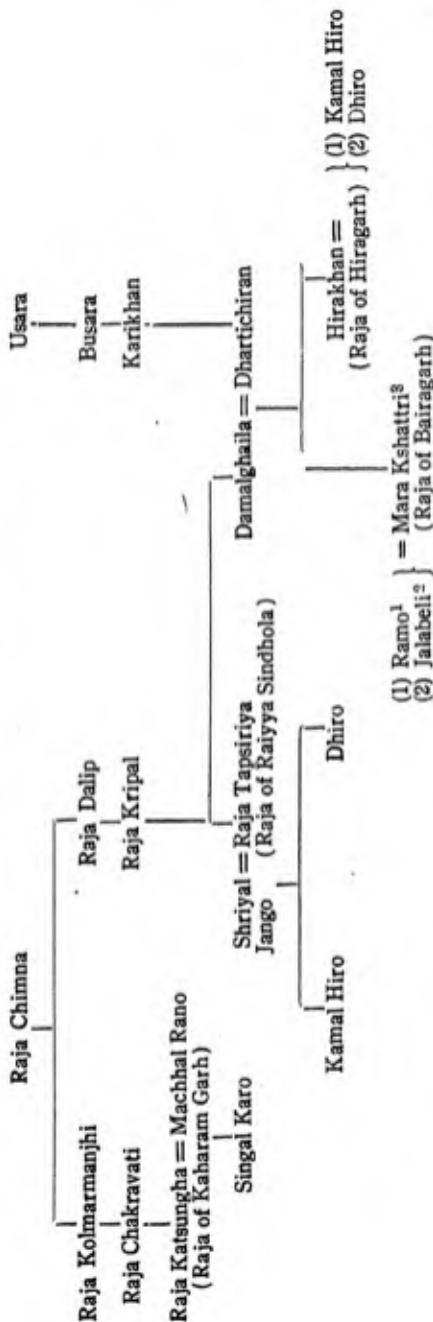 Raja Chimna
Usara
Raja Kolmarmanjhi
Raja Dalip
Busara
Raja Chakravati
Raja Kripal
Karikhan
Raja Katsungha = Machhal Rano
(Raja of Kaharam Garh)
Singal Karo
Shriyal = Raja Tapsiriya
Jango (Raja of Raiyya Sindhola)
Damalghaila = Dhartichiran
Kamal Hiro
Dhiro
Hirakhan = } (1) Kamal Hiro
(Raja of Hiragarh) } (2) Dhiro
(1) Ramo¹ } = Mara Kshattri³
(2) Jalabeli² } (Raja of Bairagarh)